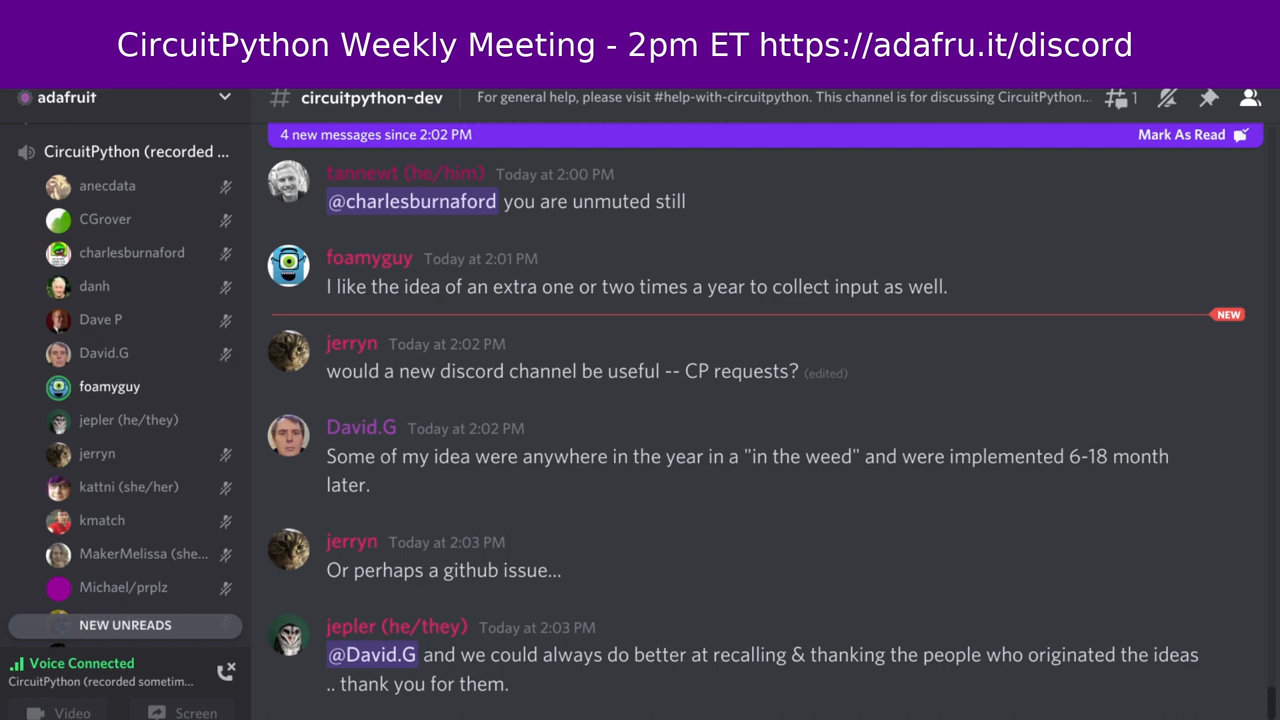 CircuitPython Weekly Meeting - 2pm ET https://adafru.it/discord
adafruit
# circuitpython-dev
For general help, please visit #help-with-circuitpython. This channel is for discussing CircuitPython...
1
CircuitPython (recorded ...
anecdata
CGrover
charlesburnaford
danh
Dave P
David.G
foamyguy
jepler (he/they)
jerryn
kattni (she/her)
kmatch
MakerMelissa (she...
Michael/prplz
NEW UNREADS
Voice Connected
CircuitPython (recorded sometim...
Video
Screen
4 new messages since 2:02 PM
Mark As Read
tannewt (he/him) Today at 2:00 PM
@charlesburnaford you are unmuted still
foamyguy Today at 2:01 PM
I like the idea of an extra one or two times a year to collect input as well.
NEW
jerryn Today at 2:02 PM
would a new discord channel be useful -- CP requests? (edited)
David.G Today at 2:02 PM
Some of my idea were anywhere in the year in a "in the weed" and were implemented 6-18 month
later.
jerryn Today at 2:03 PM
Or perhaps a github issue...
jepler (he/they) Today at 2:03 PM
@David.G and we could always do better at recalling & thanking the people who originated the ideas
.. thank you for them.